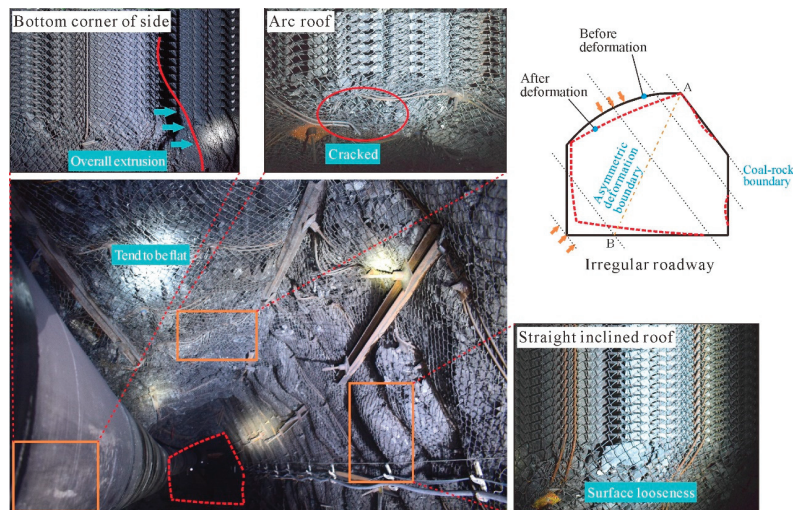 Bottom corner of side
Overall extrusion
Arc roof
Cracked
Before
deformation
After
deformation
A
Asymmetric
deformation
boundary
Coal-rock
boundary
B
Irregular roadway
Tend to be flat
Straight inclined roof
Surface looseness